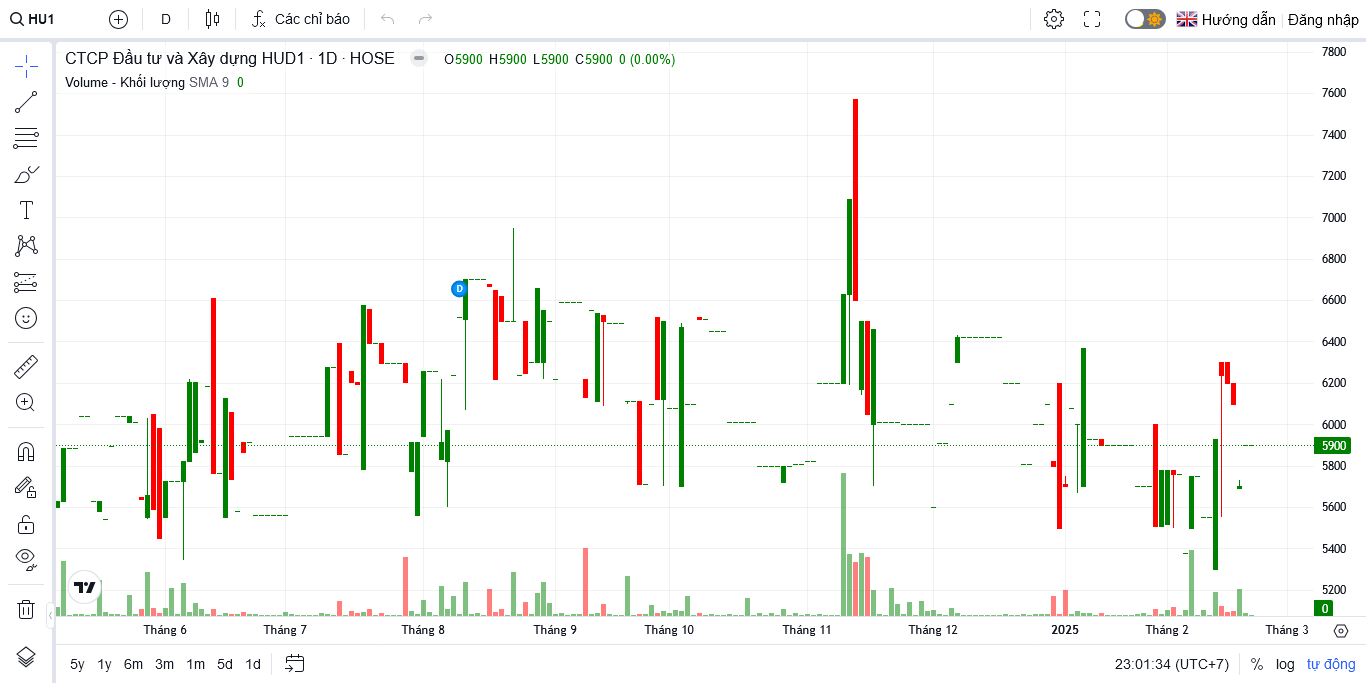 HU1 D Các chỉ báo Hướng dẫn Đăng nhập
CTCP Đầu tư và Xây dựng HUD1 · 1D · HOSE O5900 H5900 L5900 C5900 0 (0.00%)
Volume - Khối lượng SMA 9 0
7800
7600
7400
7200
7000
6800
6600
D
6400
6200
6000
5900
5800
5600
5400
5200
0
Tháng 6 Tháng 7 Tháng 8 Tháng 9 Tháng 10 Tháng 11 Tháng 12 2025 Tháng 2 Tháng 3
5y 1y 6m 3m 1m 5d 1d 23:01:34 (UTC+7) % log tự động